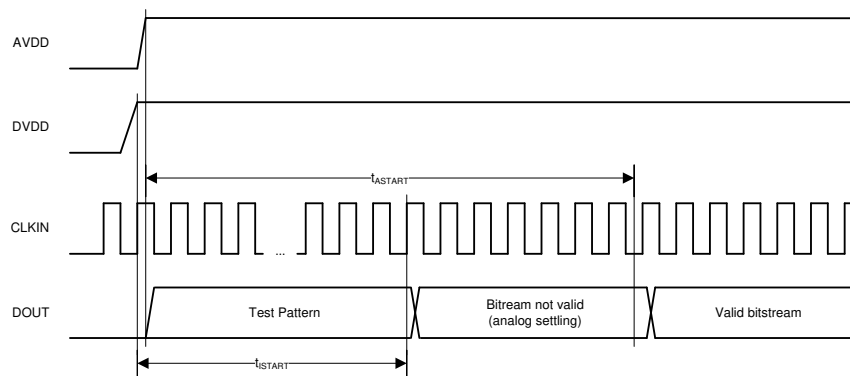 AVDD
DVDD
tASTART
CLKIN
...
DOUT
Test Pattern
Bitream not valid
(analog settling)
Valid bitstream
tISTART